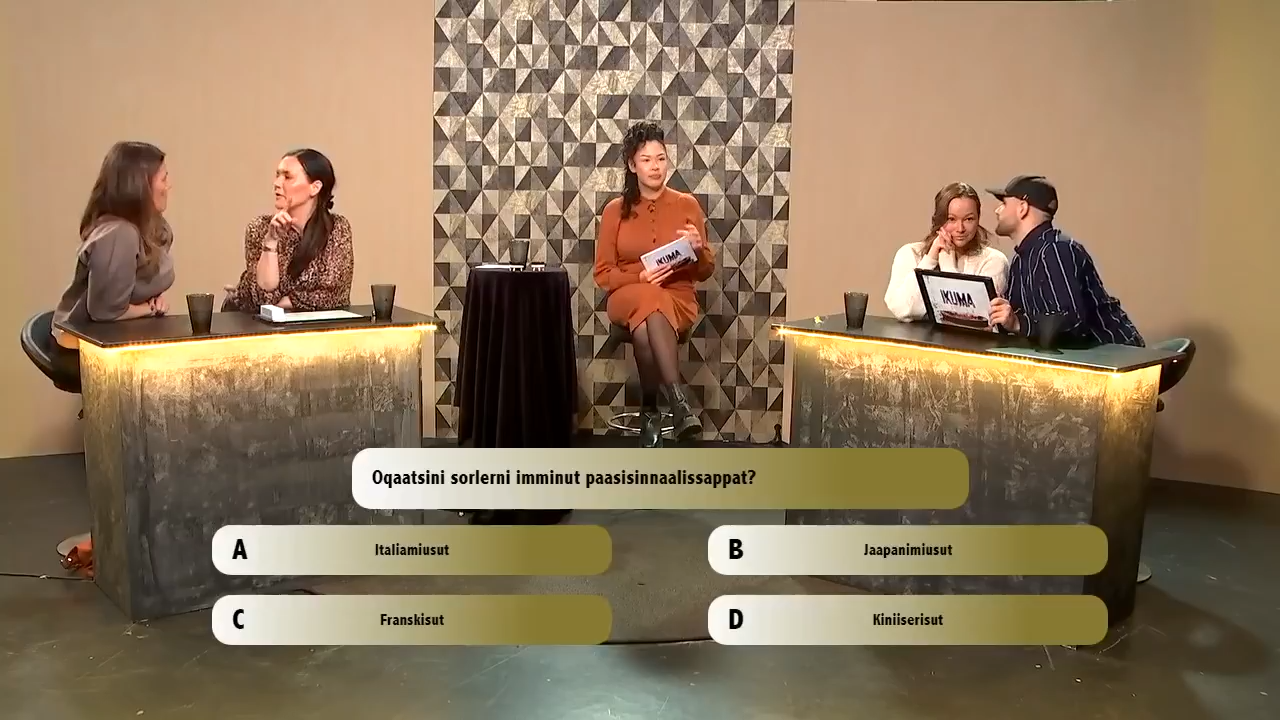 IKUMA
IKUMA
Oqaatsini sorlerni imminut paasisinnaalissappat?
A Italiamiusut
B Jaapanimiusut
C Franskisut
D Kiniiserisut